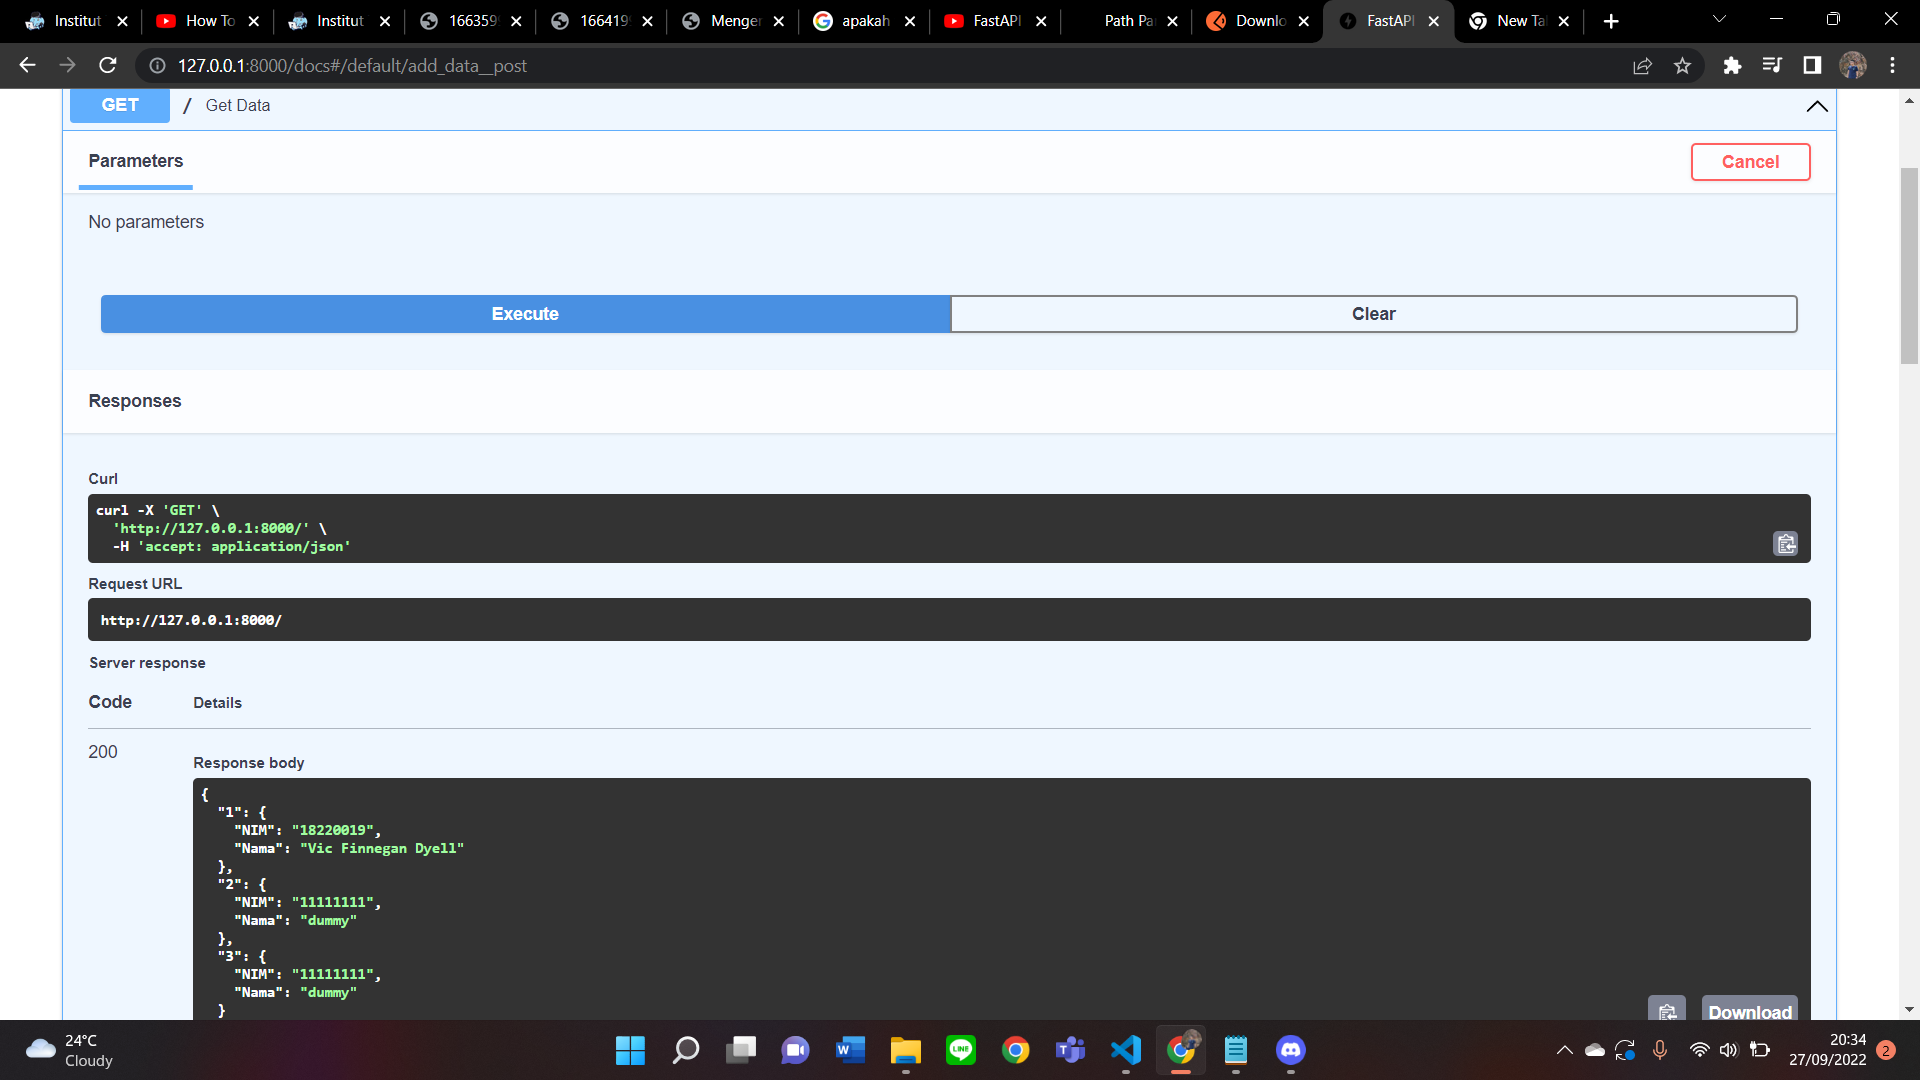 Institut
How To
Institut
166359
166419
Menger
apakah
FastAPI
Path Pa
Downlo
FastAPI
New Ta
127.0.0.1:8000/docs#/default/add_data__post
GET / Get Data
Parameters
Cancel
No parameters
Execute
Clear
Responses
Curl
curl -X 'GET' \
'http://127.0.0.1:8000/' \
-H 'accept: application/json'
Request URL
http://127.0.0.1:8000/
Server response
Code Details
200
Response body
{
"1": {
"NIM": "18220019",
"Nama": "Vic Finnegan Dyell"
},
"2": {
"NIM": "11111111",
"Nama": "dummy"
},
"3": {
"NIM": "11111111",
"Nama": "dummy"
}
Download
24°C
Cloudy
20:34
27/09/2022
2